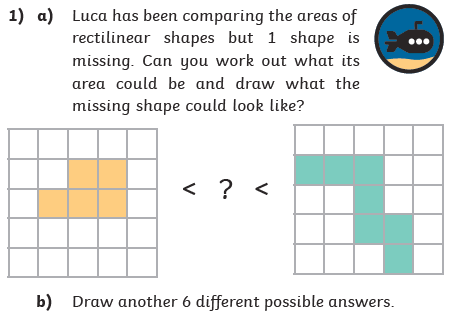 1) a) Luca has been comparing the areas of
rectilinear shapes but 1 shape is
missing. Can you work out what its
area could be and draw what the
missing shape could look like?
< ? <
b) Draw another 6 different possible answers.